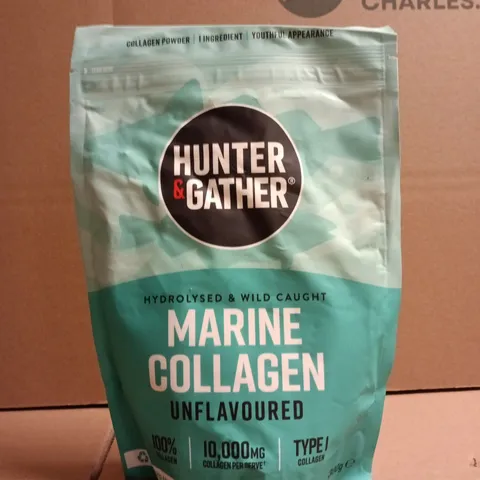 CHARLES.
COLLAGEN POWDER | 1 INGREDIENT | YOUTHFUL APPEARANCE
HUNTER
&GATHER®
HYDROLYSED & WILD CAUGHT
MARINE
COLLAGEN
UNFLAVOURED
100% | 10,000MG | TYPE I
COLLAGEN | COLLAGEN PER SERVE† | COLLAGEN